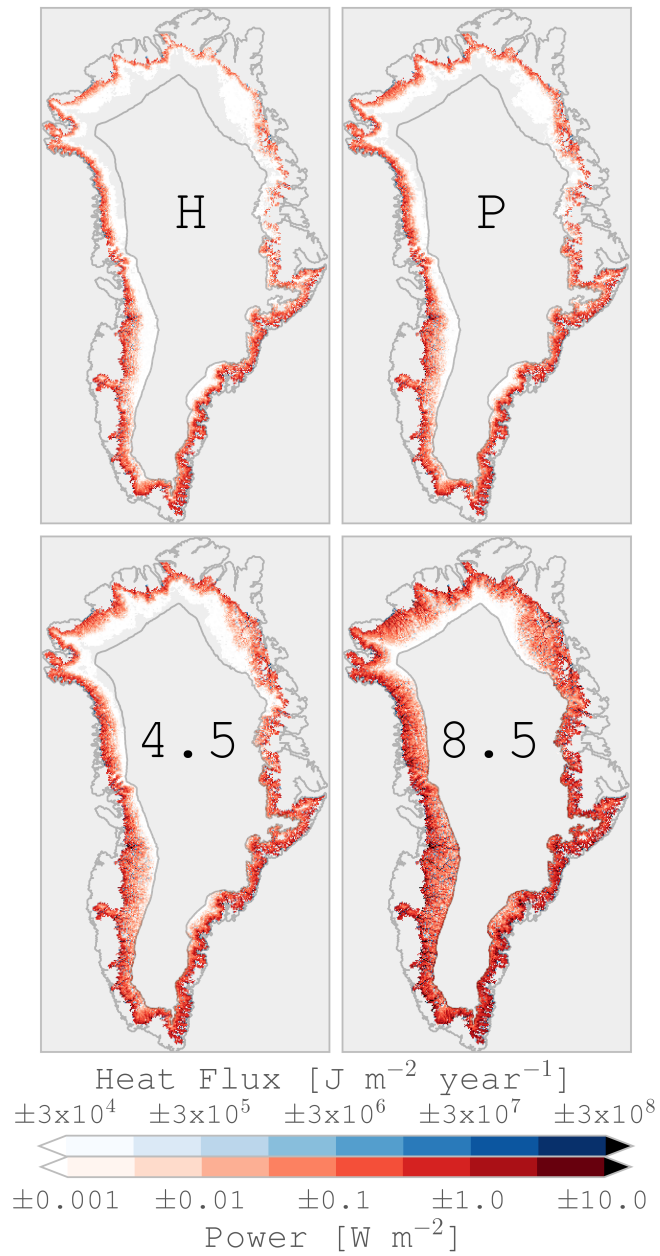 H
P
4.5
8.5
Heat Flux [J m⁻² year⁻¹]
±3x10⁴ ±3x10⁵ ±3x10⁶ ±3x10⁷ ±3x10⁸
±0.001 ±0.01 ±0.1 ±1.0 ±10.0
Power [W m⁻²]